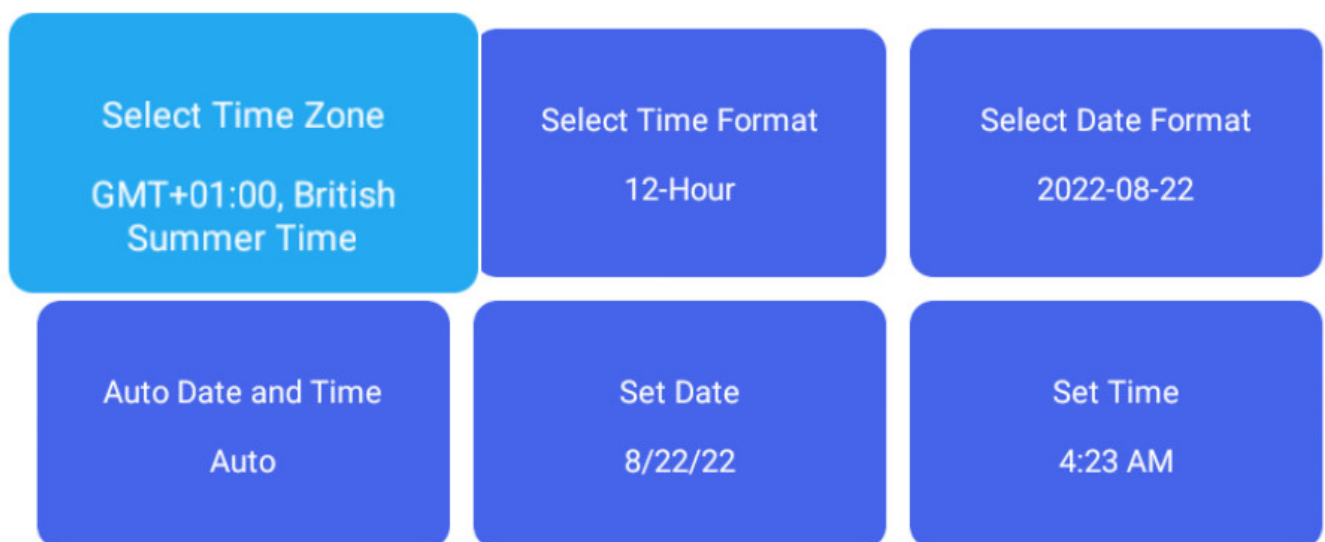 Select Time Zone
GMT+01:00, British
Summer Time
Select Time Format
12-Hour
Select Date Format
2022-08-22
Auto Date and Time
Auto
Set Date
8/22/22
Set Time
4:23 AM